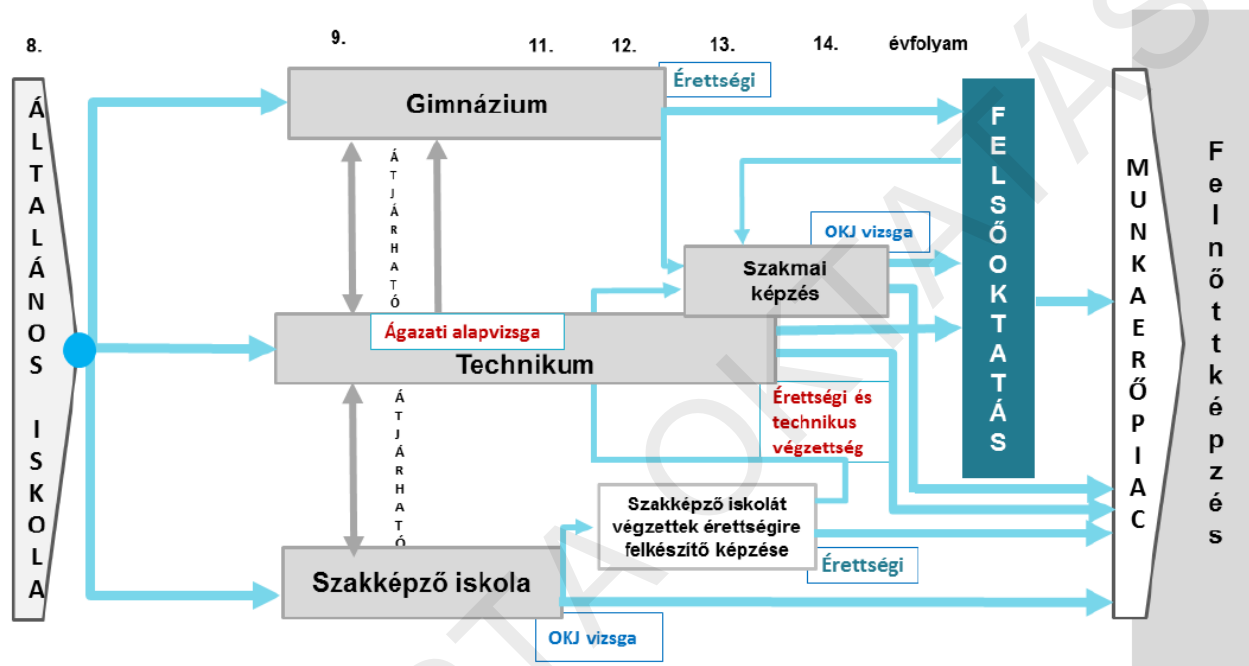 8.
9.
11.
12.
13.
14.
évfolyam
ÁLTALÁNOS ISKOLA
Gimnázium
Érettségi
ÁTJÁRHATÓ
OKJ vizsga
Szakmai
képzés
Ágazati alapvizsga
Technikum
ÁTJÁRHATÓ
Érettségi és
technikus
végzettség
Szakképző iskolát
végzettek érettségire
felkészítő képzése
Érettségi
Szakképző iskola
OKJ vizsga
FELSŐOKTATÁS
MUNKAERŐPIAC
Felnőttképzés